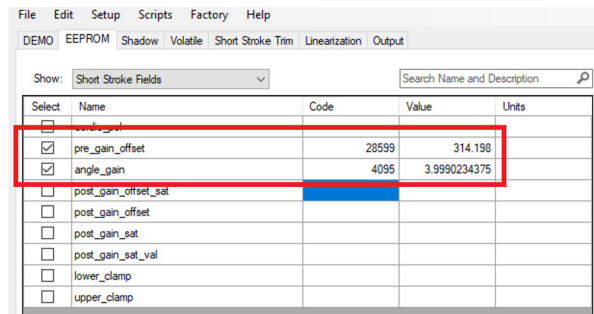 File Edit Setup Scripts Factory Help
DEMO EEPROM Shadow Volatile Short Stroke Trim Linearization Output
Show: Short Stroke Fields Search Name and Description
Select Name Code Value Units
pre_gain_offset 28599 314.198
angle_gain 4095 3.9990234375
post_gain_offset_sat
post_gain_offset
post_gain_sat
post_gain_sat_val
lower_clamp
upper_clamp